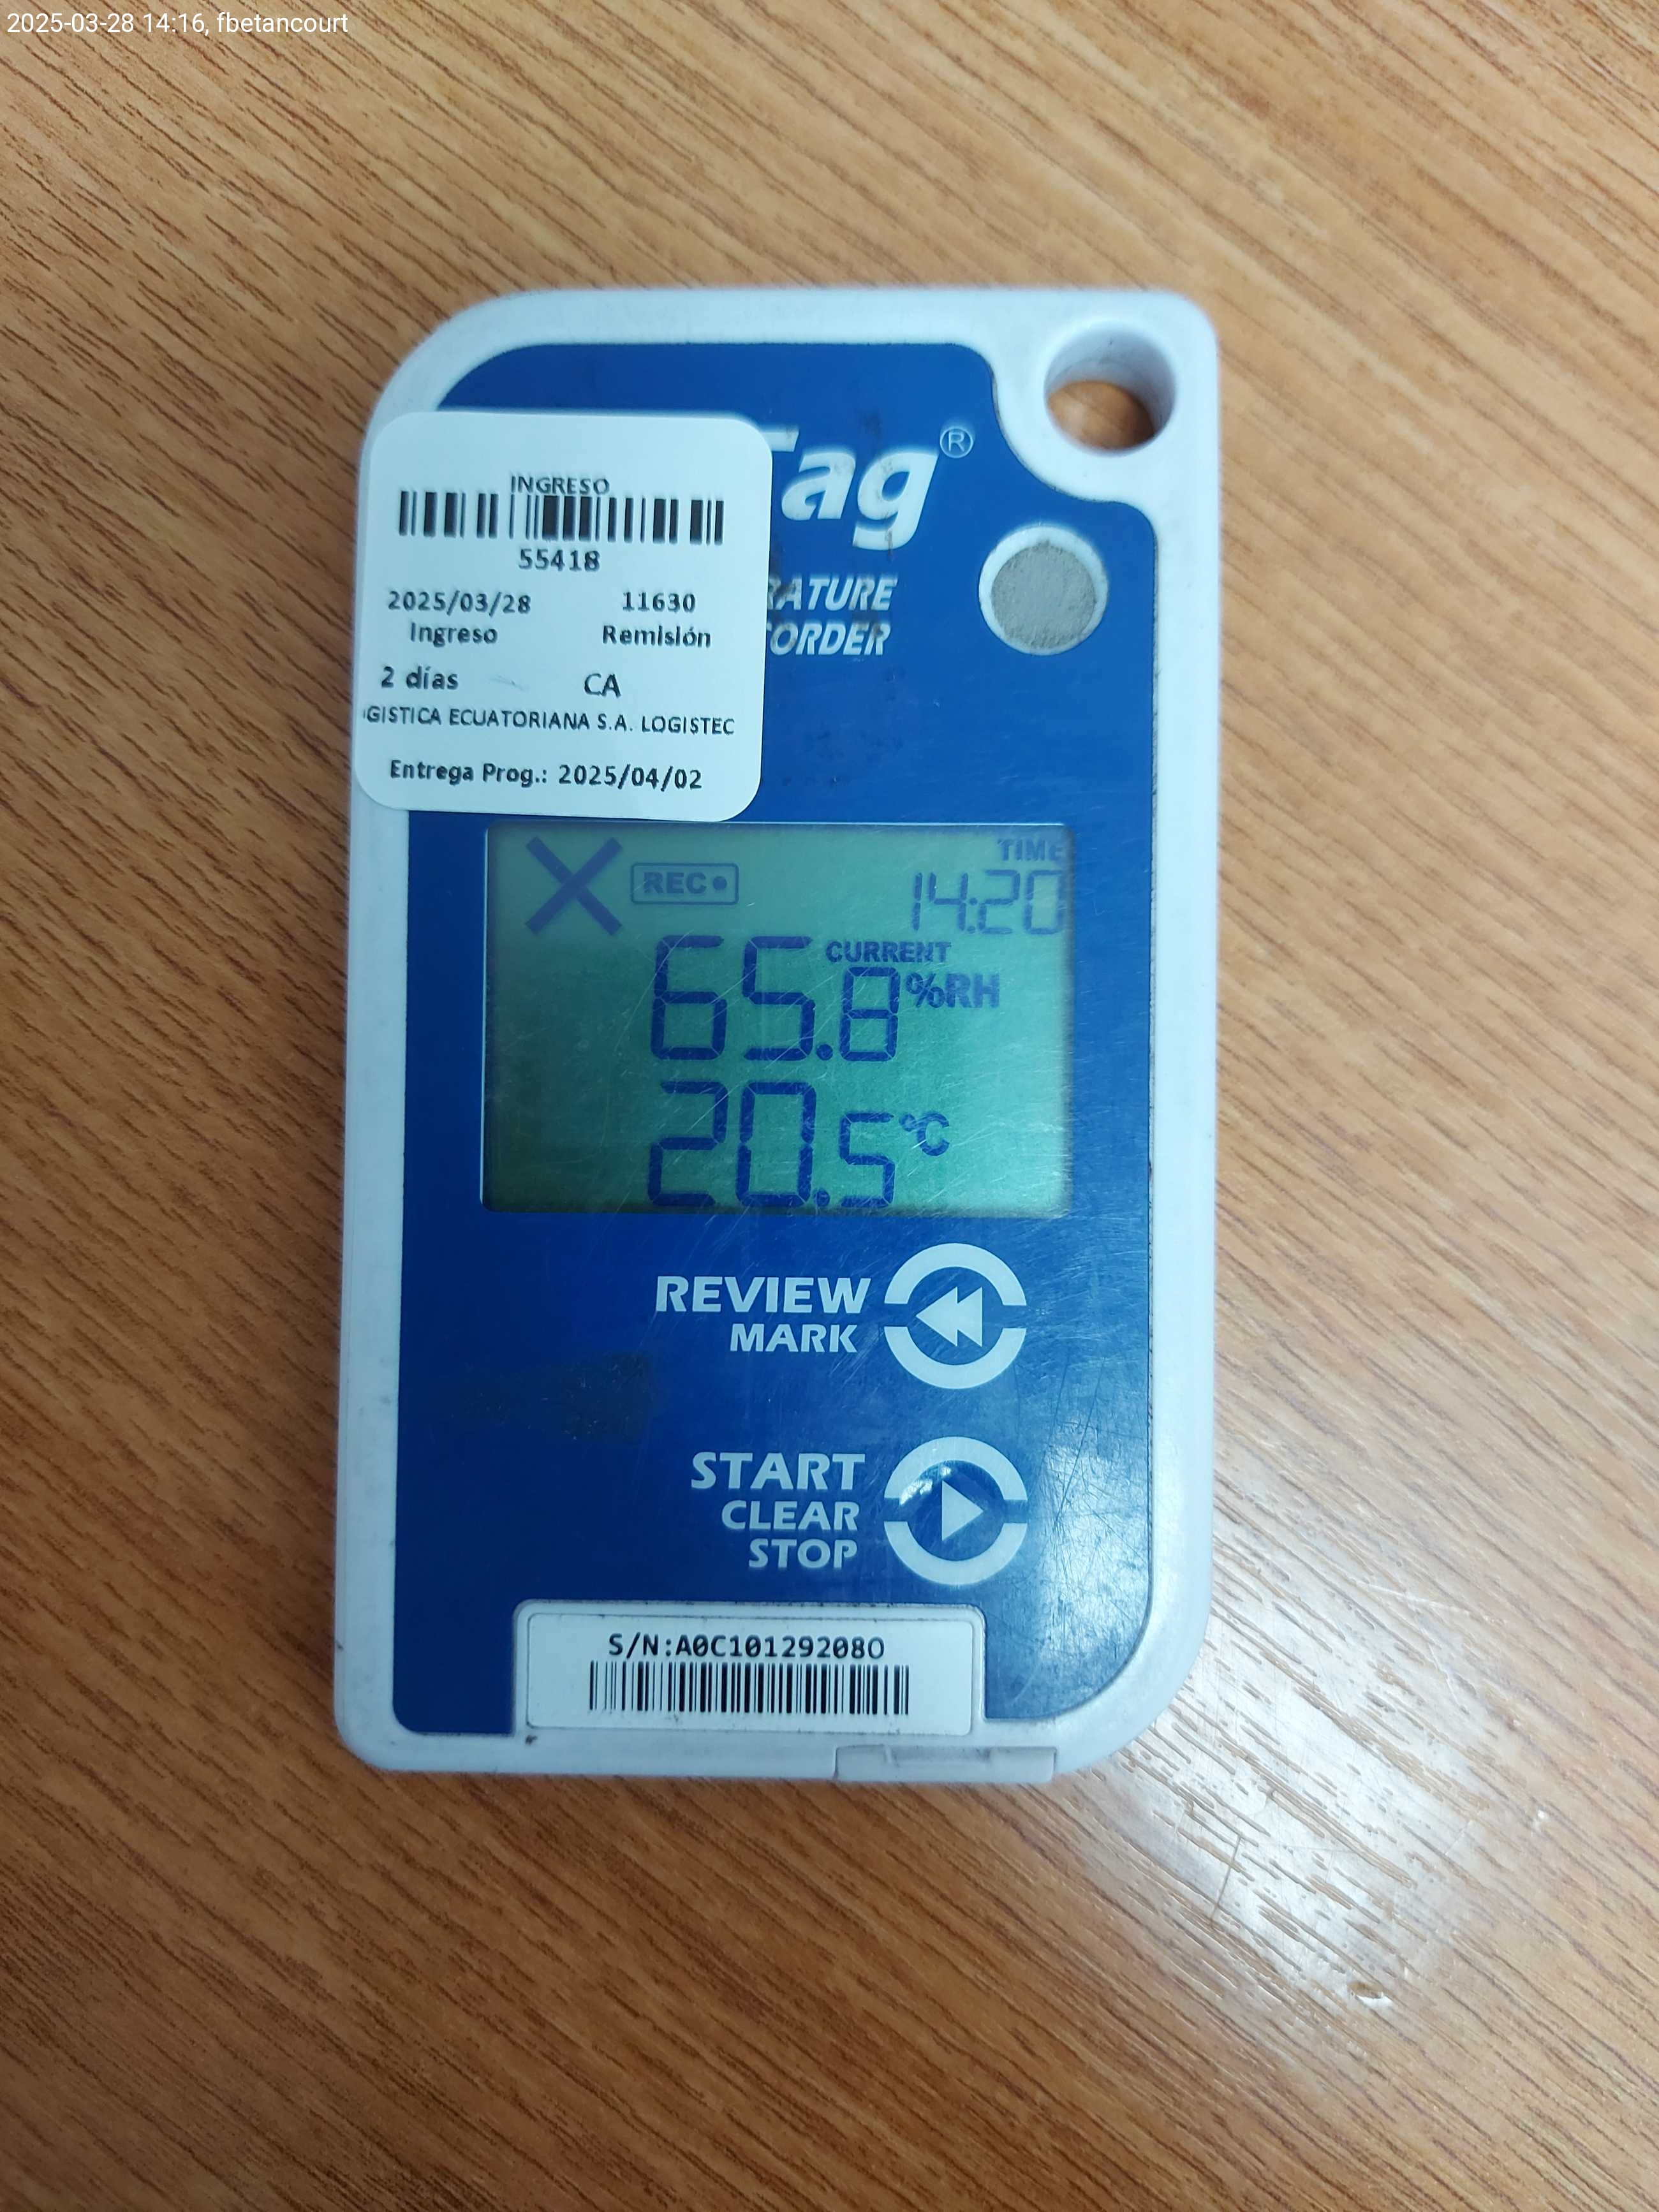 2025-03-28 14:16, fbetancourt
Tag®
RATURE
ORDER
INGRESO
55418
2025/03/28 11630
Ingreso Remisión
2 días CA
GISTICA ECUATORIANA S.A. LOGISTEC
Entrega Prog.: 2025/04/02
TIME
REC
14:20
CURRENT
65.8 %RH
20.5 °C
REVIEW
MARK
START
CLEAR
STOP
S/N:A0C10129208O